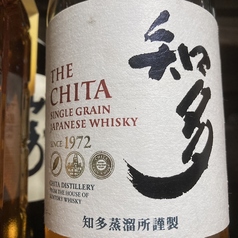 THE
CHITA
SINGLE GRAIN
JAPANESE WHISKY
SINCE 1972
CHITA DISTILLERY
FROM THE HOUSE OF
SUNTORY WHISKY
知多
知多蒸溜所謹製